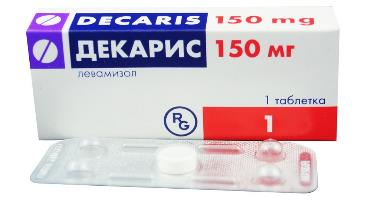 DECARIS 150 mg
ДЕКАРИС 150 мг
левамизол
1 таблетка
RG
1